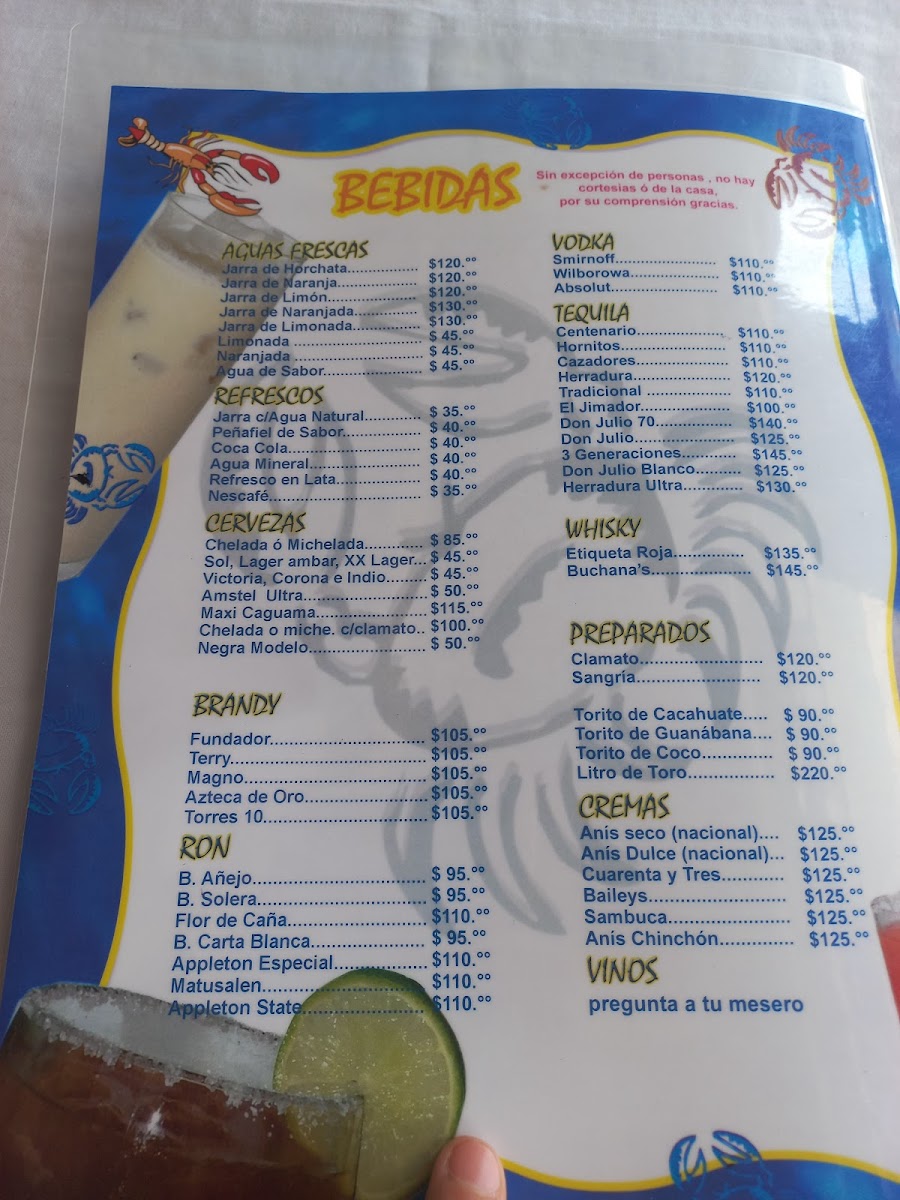 BEBIDAS
Sin excepción de personas , no hay
cortesias ó de la casa,
por su comprensión gracias.
AGUAS FRESCAS
Jarra de Horchata.................. $120.°°
Jarra de Naranja.................... $120.°°
Jarra de Limón....................... $120.°°
Jarra de Naranjada................ $130.°°
Jarra de Limonada................. $130.°°
Limonada ................................ $ 45.°°
Naranjada ................................ $ 45.°°
Agua de Sabor......................... $ 45.°°
REFRESCOS
Jarra c/Agua Natural............ $ 35.°°
Peñafiel de Sabor................. $ 40.°°
Coca Cola............................. $ 40.°°
Agua Mineral......................... $ 40.°°
Refresco en Lata.................. $ 40.°°
Nescafé................................. $ 35.°°
CERVEZAS
Chelada ó Michelada............ $ 85.°°
Sol, Lager ambar, XX Lager... $ 45.°°
Victoria, Corona e Indio........ $ 45.°°
Amstel Ultra......................... $ 50.°°
Maxi Caguama...................... $115.°°
Chelada o miche. c/clamato.. $100.°°
Negra Modelo....................... $ 50.°°
BRANDY
Fundador............................. $105.°°
Terry..................................... $105.°°
Magno................................... $105.°°
Azteca de Oro....................... $105.°°
Torres 10............................... $105.°°
RON
B. Añejo................................ $ 95.°°
B. Solera............................... $ 95.°°
Flor de Caña......................... $110.°°
B. Carta Blanca..................... $ 95.°°
Appleton Especial................. $110.°°
Matusalen.............................. $110.°°
Appleton State....................... $110.°°
VODKA
Smirnoff........................ $110.°°
Wilborowa..................... $110.°°
Absolut.......................... $110.°°
TEQUILA
Centenario..................... $110.°°
Hornitos......................... $110.°°
Cazadores...................... $110.°°
Herradura....................... $120.°°
Tradicional .................... $110.°°
El Jimador...................... $100.°°
Don Julio 70................... $140.°°
Don Julio........................ $125.°°
3 Generaciones.............. $145.°°
Don Julio Blanco........... $125.°°
Herradura Ultra.............. $130.°°
WHISKY
Etiqueta Roja............... $135.°°
Buchana's..................... $145.°°
PREPARADOS
Clamato......................... $120.°°
Sangría.......................... $120.°°
Torito de Cacahuate..... $ 90.°°
Torito de Guanábana.... $ 90.°°
Torito de Coco............... $ 90.°°
Litro de Toro.................. $220.°°
CREMAS
Anís seco (nacional).... $125.°°
Anís Dulce (nacional)... $125.°°
Cuarenta y Tres............ $125.°°
Baileys........................... $125.°°
Sambuca........................ $125.°°
Anís Chinchón.............. $125.°°
VINOS
pregunta a tu mesero